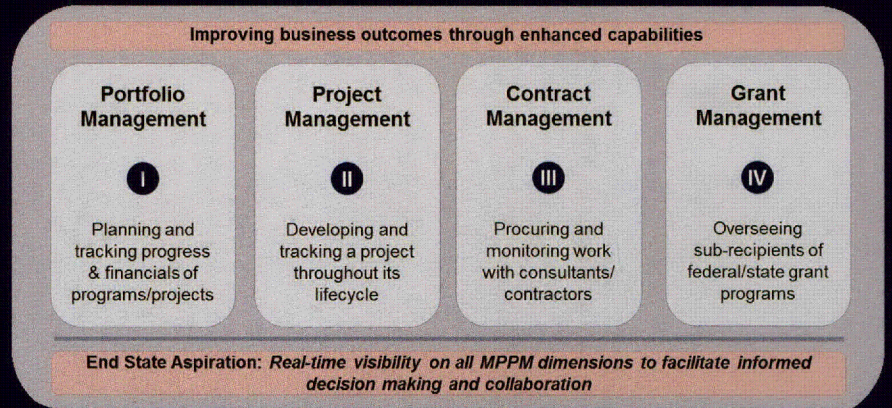 Improving business outcomes through enhanced capabilities
Portfolio
Management
I
Planning and
tracking progress
& financials of
programs/projects
Project
Management
II
Developing and
tracking a project
throughout its
lifecycle
Contract
Management
III
Procuring and
monitoring work
with consultants/
contractors
Grant
Management
IV
Overseeing
sub-recipients of
federal/state grant
programs
End State Aspiration: Real-time visibility on all MPPM dimensions to facilitate informed
decision making and collaboration